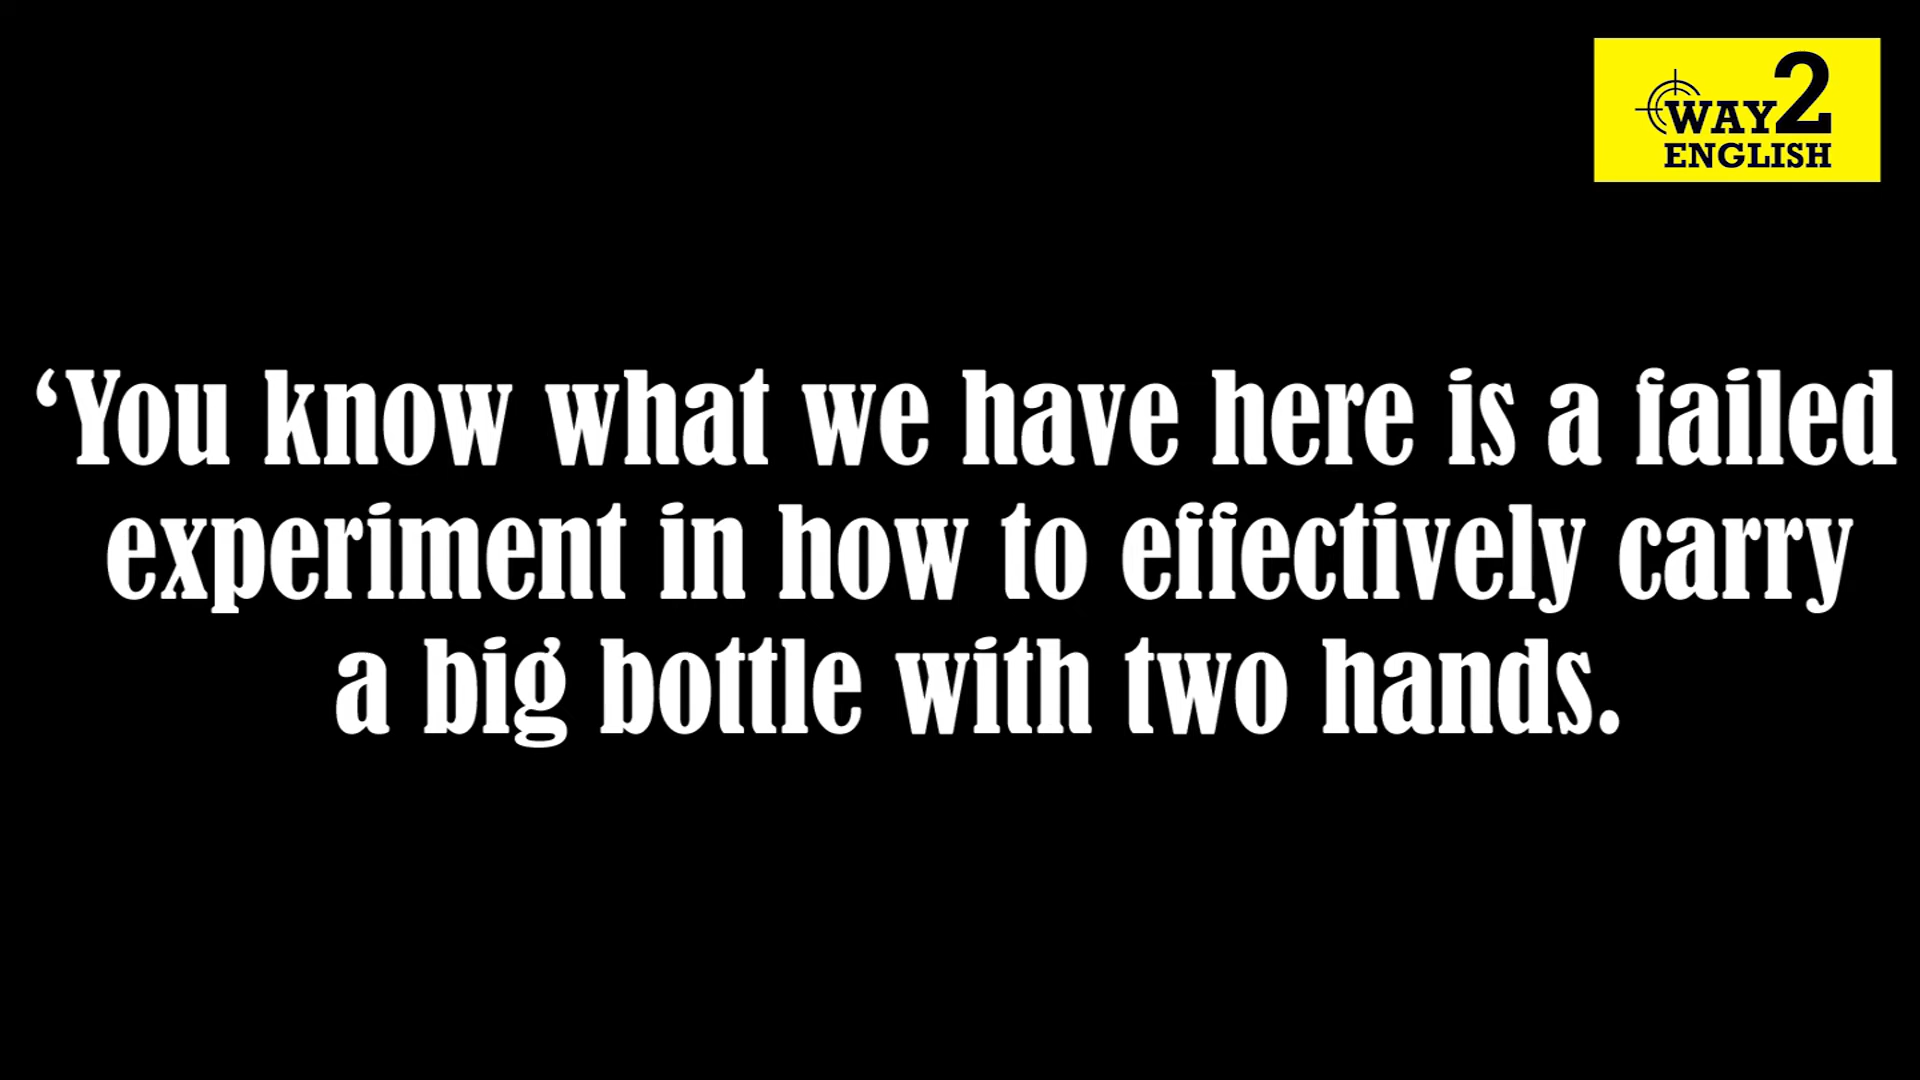 WAY2
ENGLISH
‘You know what we have here is a failed
experiment in how to effectively carry
a big bottle with two hands.